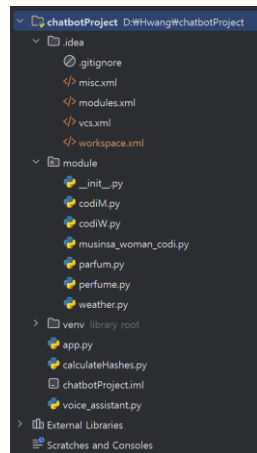 chatbotProject D:₩Hwang₩chatbotProject
.idea
.gitignore
misc.xml
modules.xml
vcs.xml
workspace.xml
module
__init__.py
codiM.py
codiW.py
musinsa_woman_codi.py
parfum.py
perfume.py
weather.py
venv library root
app.py
calculateHashes.py
chatbotProject.iml
voice_assistant.py
External Libraries
Scratches and Consoles